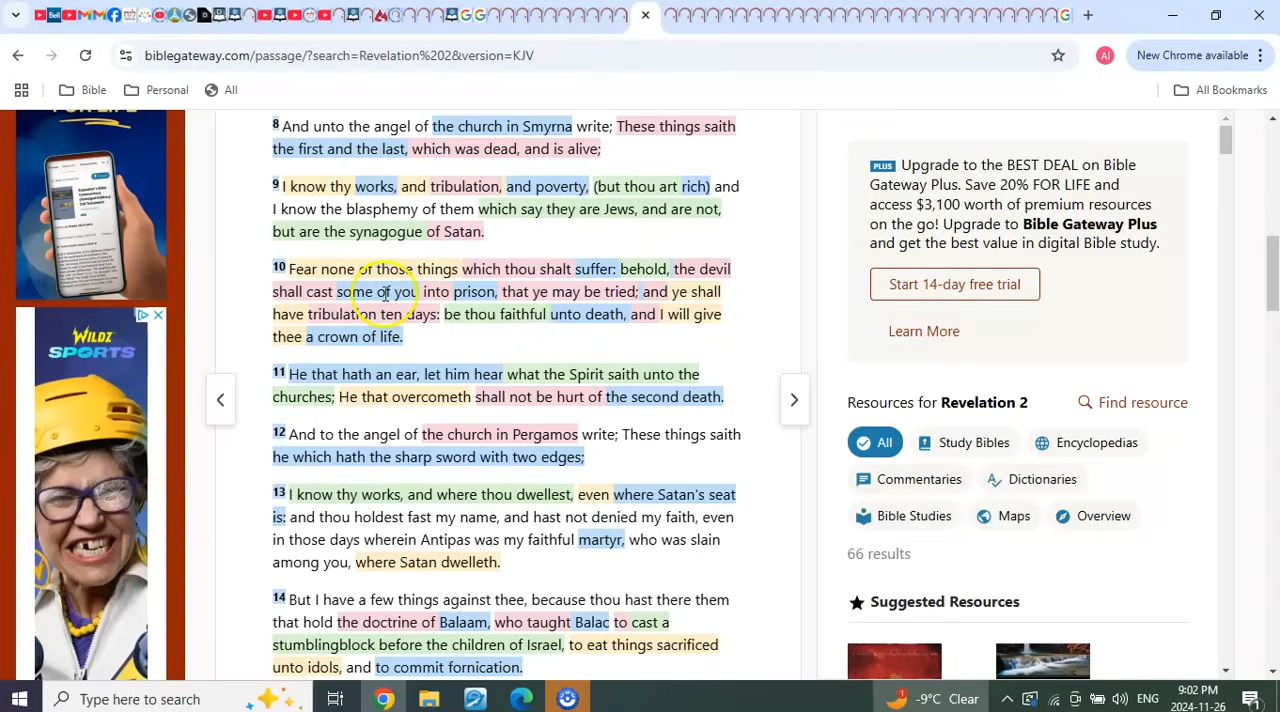 biblegateway.com/passage/?search=Revelation%202&version=KJV
New Chrome available
Bible
Personal
All
All Bookmarks
8 And unto the angel of the church in Smyrna write; These things saith
the first and the last, which was dead, and is alive;
9 I know thy works, and tribulation, and poverty, (but thou art rich) and
I know the blasphemy of them which say they are Jews, and are not,
but are the synagogue of Satan.
10 Fear none of those things which thou shalt suffer: behold, the devil
shall cast some of you into prison, that ye may be tried; and ye shall
have tribulation ten days: be thou faithful unto death, and I will give
thee a crown of life.
11 He that hath an ear, let him hear what the Spirit saith unto the
churches; He that overcometh shall not be hurt of the second death.
12 And to the angel of the church in Pergamos write; These things saith
he which hath the sharp sword with two edges;
13 I know thy works, and where thou dwellest, even where Satan's seat
is: and thou holdest fast my name, and hast not denied my faith, even
in those days wherein Antipas was my faithful martyr, who was slain
among you, where Satan dwelleth.
14 But I have a few things against thee, because thou hast there them
that hold the doctrine of Balaam, who taught Balac to cast a
stumblingblock before the children of Israel, to eat things sacrificed
unto idols, and to commit fornication.
WILDZ
SPORTS
PLUS Upgrade to the BEST DEAL on Bible
Gateway Plus. Save 20% FOR LIFE and
access $3,100 worth of premium resources
on the go! Upgrade to Bible Gateway Plus
and get the best value in digital Bible study.
Start 14-day free trial
Learn More
Resources for Revelation 2
Find resource
All
Study Bibles
Encyclopedias
Commentaries
Dictionaries
Bible Studies
Maps
Overview
66 results
Suggested Resources
Type here to search
-9°C Clear
ENG
9:02 PM
2024-11-26